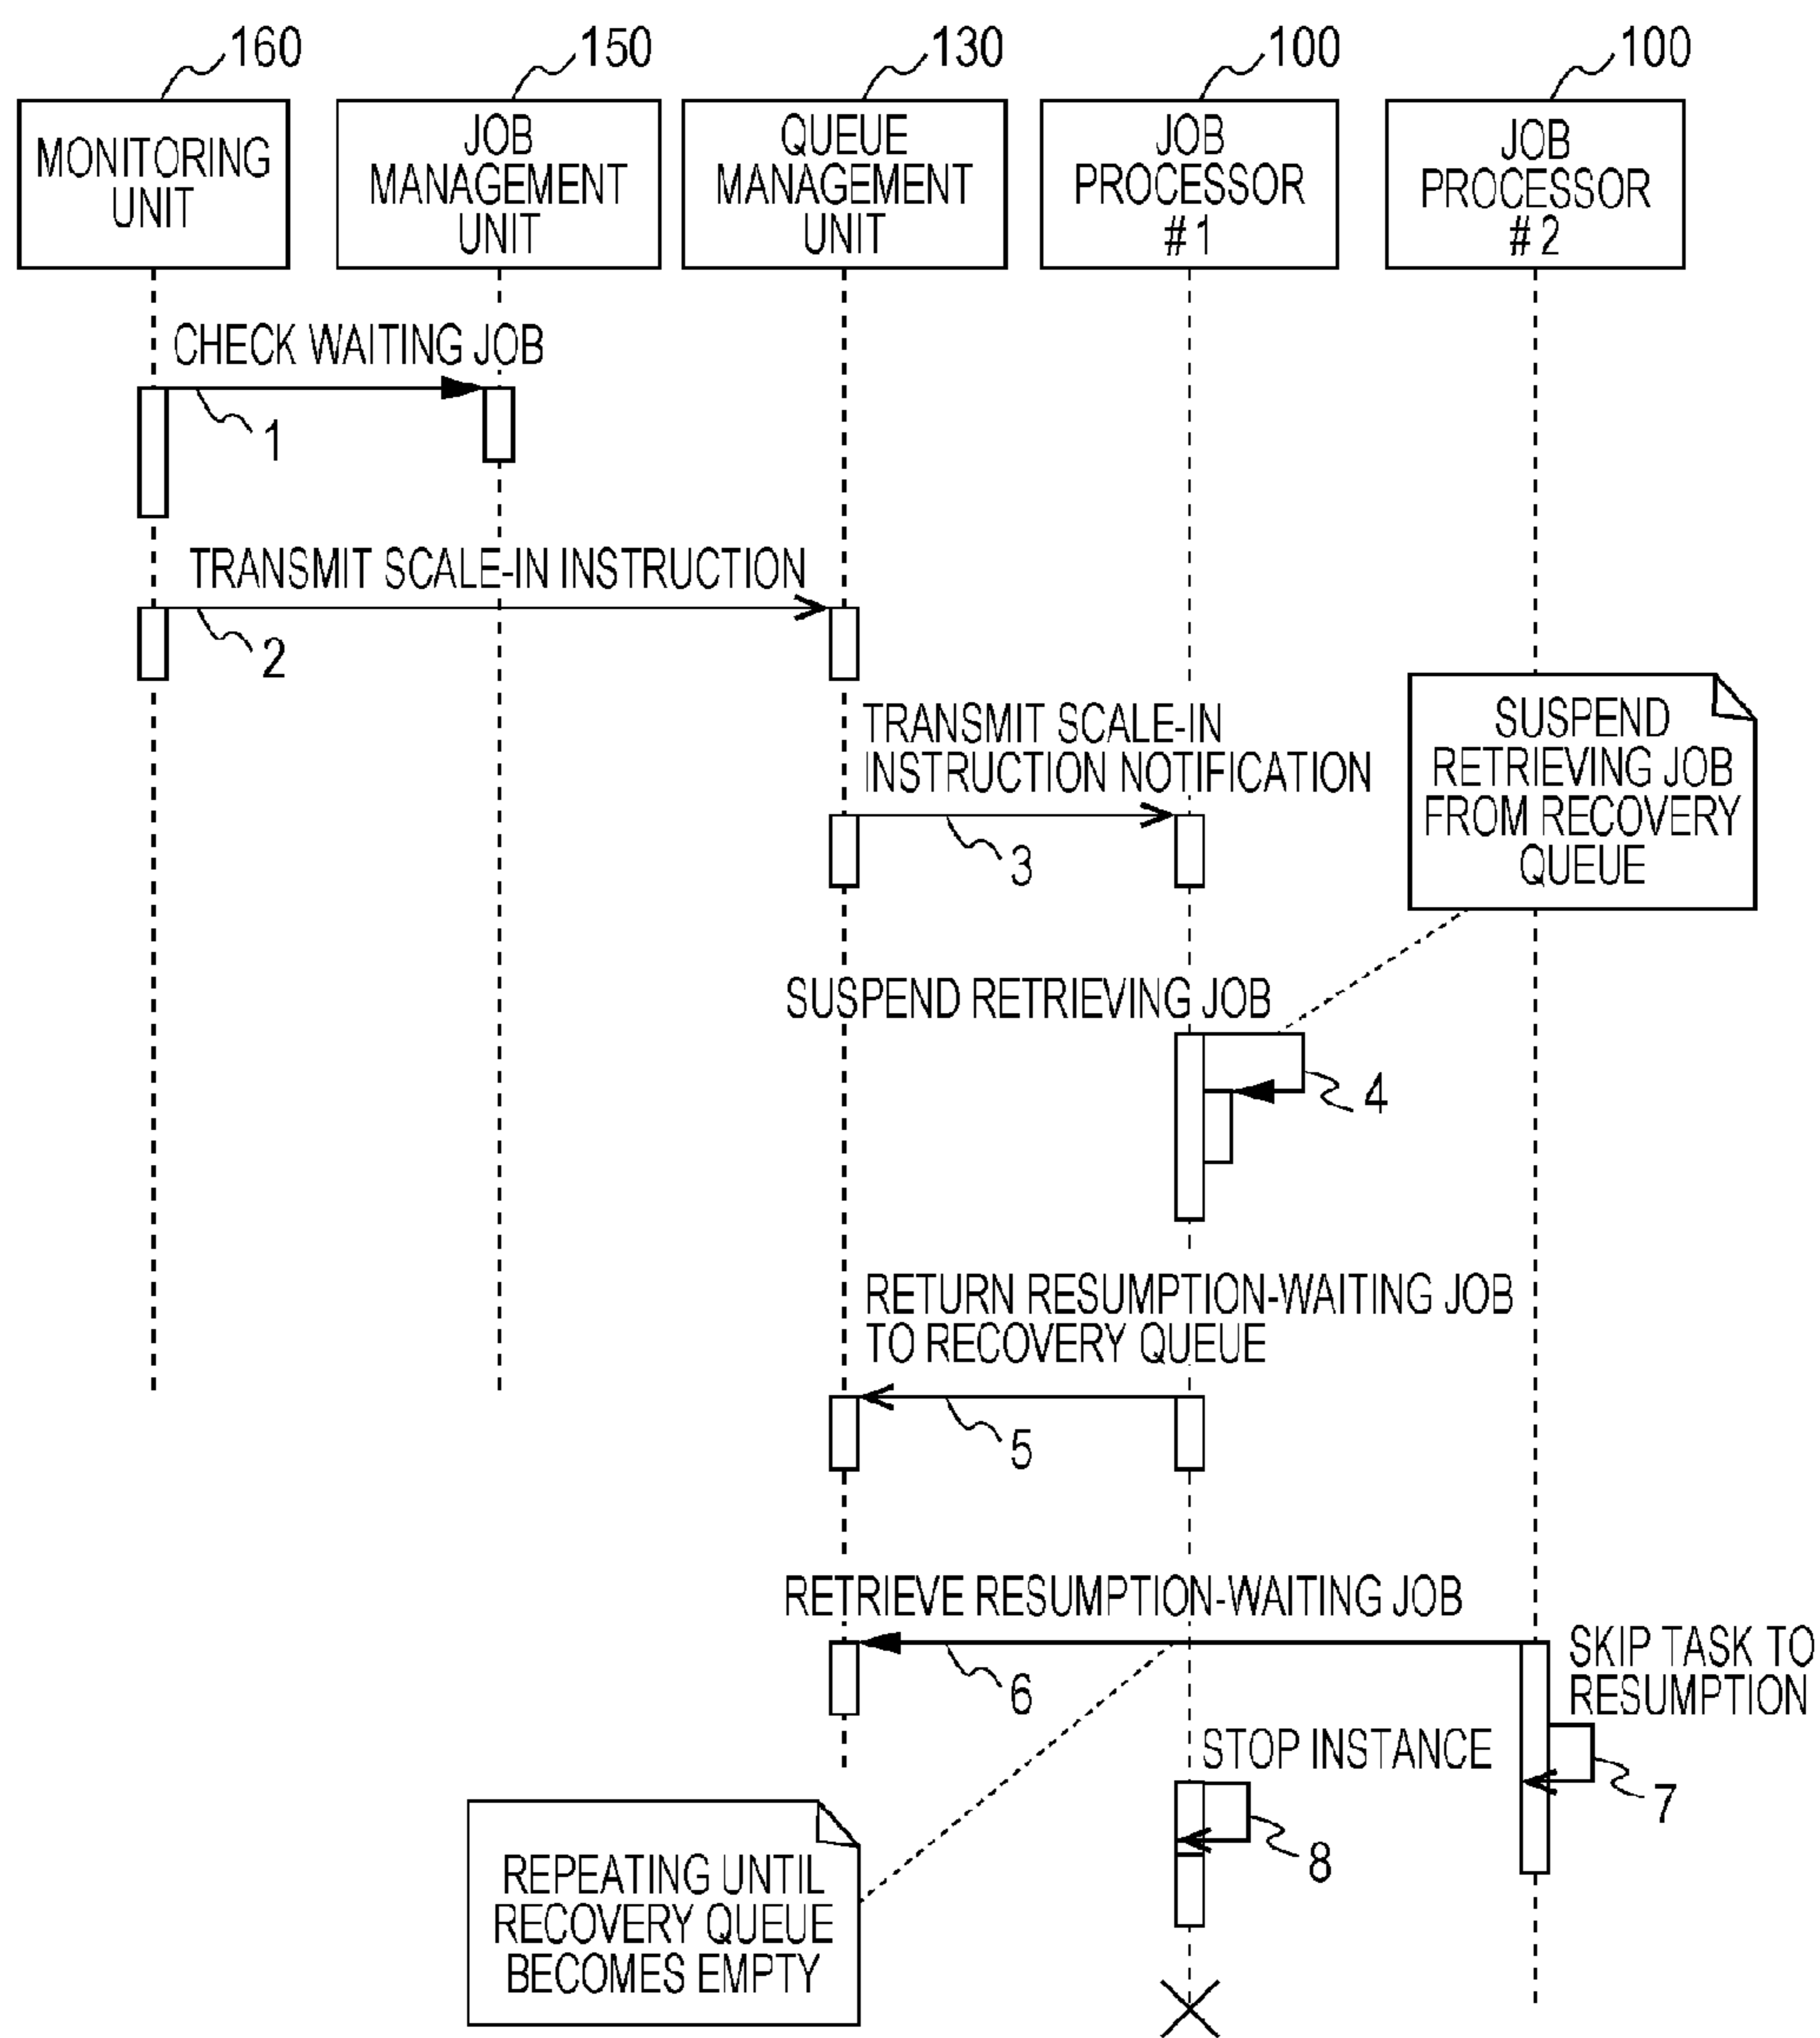 160
150
130
100
100
MONITORING
UNIT
JOB
MANAGEMENT
UNIT
QUEUE
MANAGEMENT
UNIT
JOB
PROCESSOR
#1
JOB
PROCESSOR
#2
CHECK WAITING JOB
1
TRANSMIT SCALE-IN INSTRUCTION
2
TRANSMIT SCALE-IN
INSTRUCTION NOTIFICATION
3
SUSPEND
RETRIEVING JOB
FROM RECOVERY
QUEUE
SUSPEND RETRIEVING JOB
4
RETURN RESUMPTION-WAITING JOB
TO RECOVERY QUEUE
5
RETRIEVE RESUMPTION-WAITING JOB
6
SKIP TASK TO
RESUMPTION
7
STOP INSTANCE
8
REPEATING UNTIL
RECOVERY QUEUE
BECOMES EMPTY